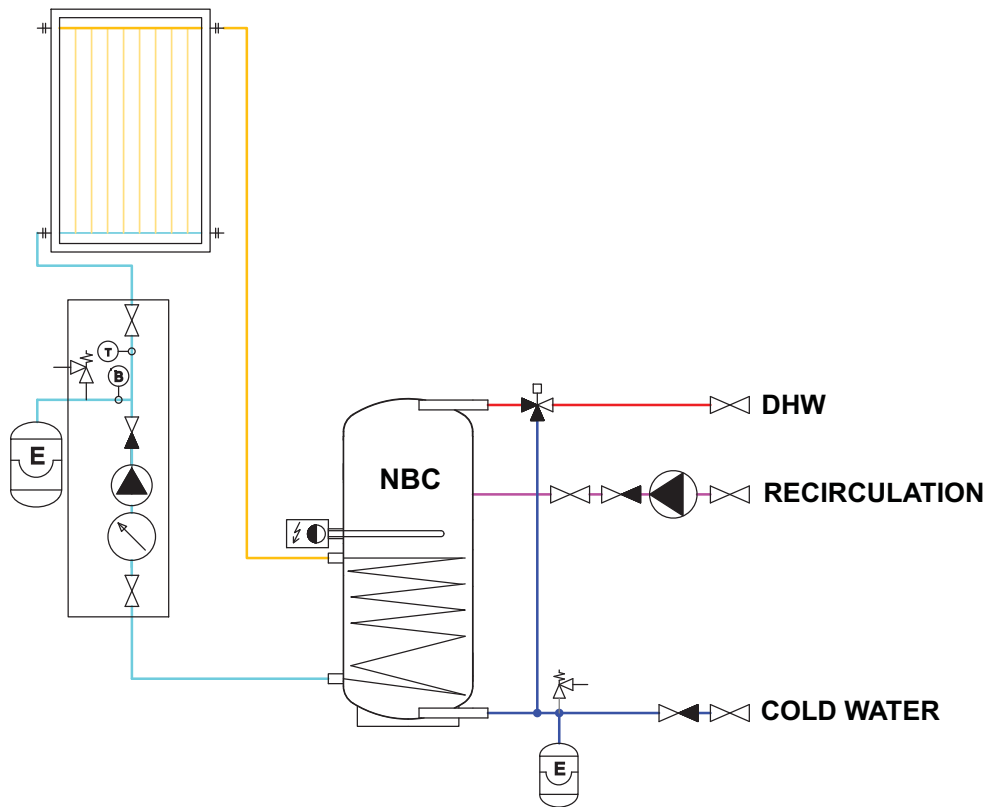 T
B
E
DHW
NBC
RECIRCULATION
COLD WATER
E